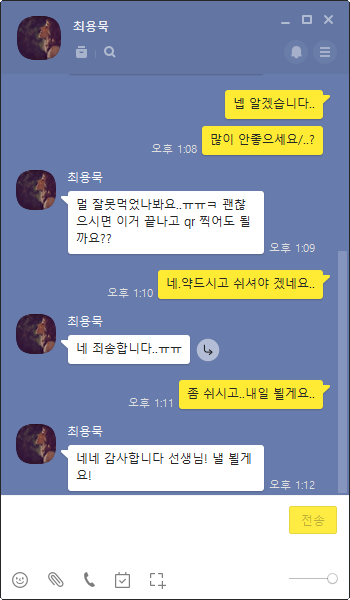 최용묵
넵 알겠습니다..
많이 안좋으세요/..?
오후 1:08
최용묵
멀 잘못먹었나봐요..ㅠㅠㅋ 괜찮
으시면 이거 끝나고 qr 찍어도 될
까요??
오후 1:09
네.약드시고 쉬셔야 겠네요..
오후 1:10
최용묵
네 죄송합니다..ㅠㅠ
좀 쉬시고..내일 뵐게요..
오후 1:11
최용묵
네네 감사합니다 선생님! 낼 뵐게
요!
오후 1:12
전송